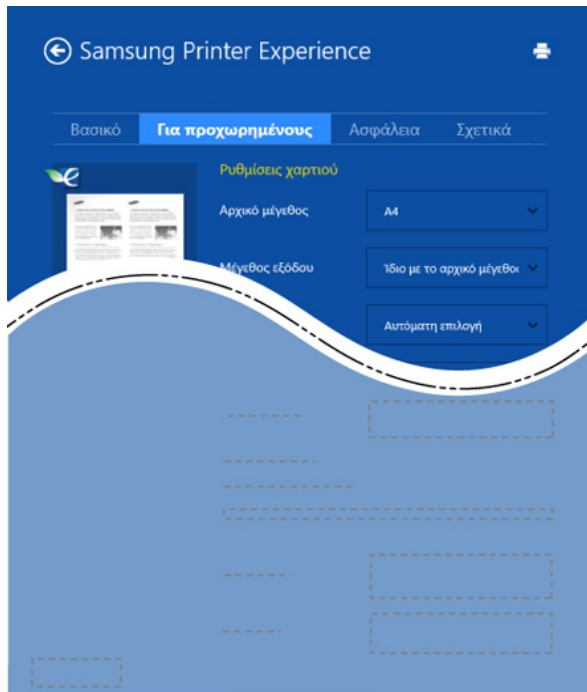 Samsung Printer Experience
Βασικό Για προχωρημένους Ασφάλεια Σχετικά
Ρυθμίσεις χαρτιού
Αρχικό μέγεθος A4
Μέγεθος εξόδου Ίδιο με το αρχικό μέγεθοι
Αυτόματη επιλογή